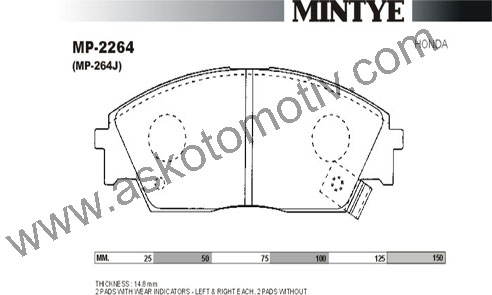 MINTYE
MP-2264
(MP-264J)
HONDA
www.askotomotiv.com
MM. 25 50 75 100 125 150
THICKNESS : 14.8 mm
2 PADS WITH WEAR INDICATORS - LEFT & RIGHT EACH, 2 PADS WITHOUT